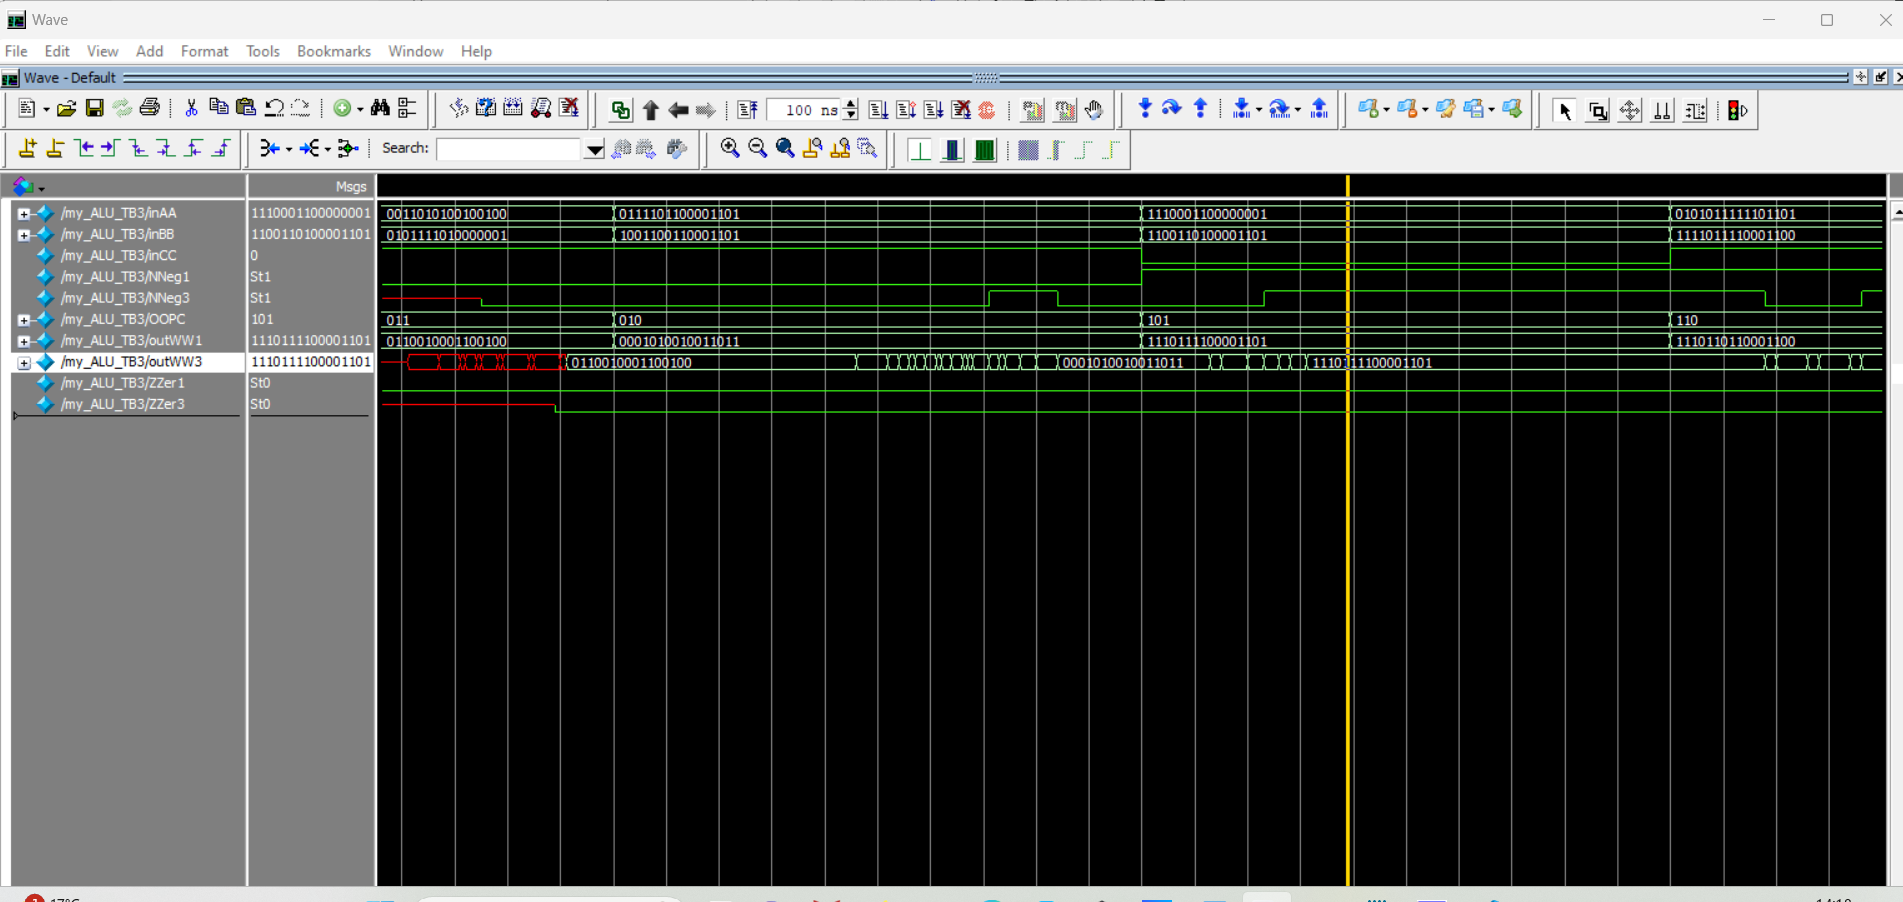 Wave
File Edit View Add Format Tools Bookmarks Window Help
Wave - Default
100 ns
Search:
Msgs
/my_ALU_TB3/inAA 1110001100000001 0011010100100100 0111101100001101 1110001100000001 0101011111101101
/my_ALU_TB3/inBB 1100110100001101 0101111010000001 1001100110001101 1100110100001101 1111011110001100
/my_ALU_TB3/inCC 0
/my_ALU_TB3/NNeg1 St1
/my_ALU_TB3/NNeg3 St1
/my_ALU_TB3/OOPC 101 011 010 101 110
/my_ALU_TB3/outWW1 1110111100001101 0110010001100100 0001010010011011 1110111100001101 1110110110001100
/my_ALU_TB3/outWW3 1110111100001101 0110010001100100 0001010010011011 1110111100001101
/my_ALU_TB3/ZZer1 St0
/my_ALU_TB3/ZZer3 St0